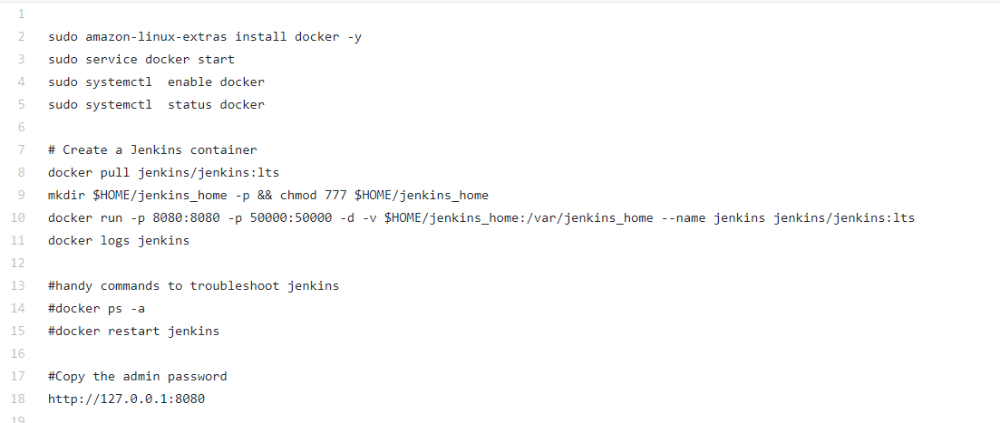 1
2 sudo amazon-linux-extras install docker -y
3 sudo service docker start
4 sudo systemctl  enable docker
5 sudo systemctl  status docker
6
7 # Create a Jenkins container
8 docker pull jenkins/jenkins:lts
9 mkdir $HOME/jenkins_home -p && chmod 777 $HOME/jenkins_home
10 docker run -p 8080:8080 -p 50000:50000 -d -v $HOME/jenkins_home:/var/jenkins_home --name jenkins jenkins/jenkins:lts
11 docker logs jenkins
12
13 #handy commands to troubleshoot jenkins
14 #docker ps -a
15 #docker restart jenkins
16
17 #Copy the admin password
18 http://127.0.0.1:8080
19